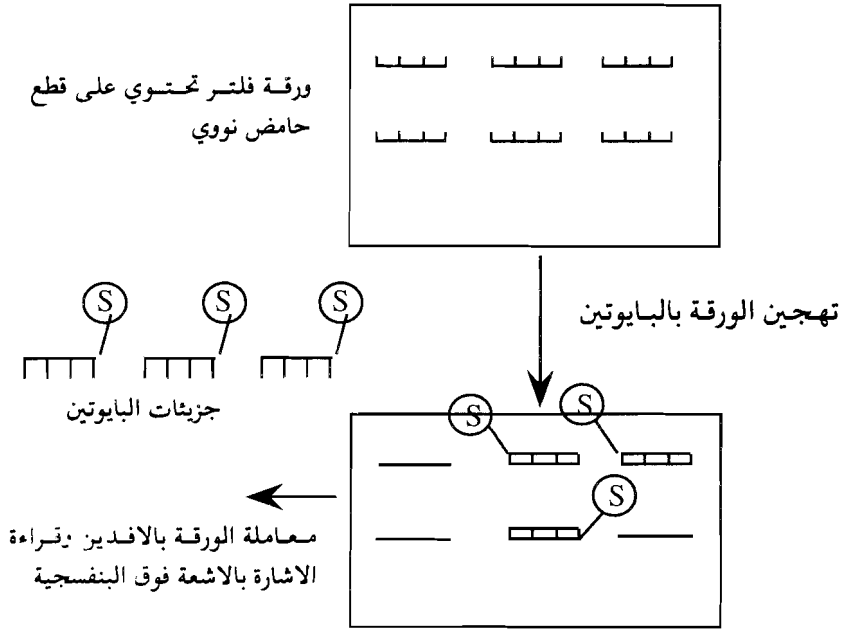 ورقة فلتر تحتوي على قطع
حامض نووي
تهجين الورقة بالبايوتين
S S S
جزيئات البايوتين
S S
S
معاملة الورقة بالافدين وقراءة
الاشارة بالاشعة فوق البنفسجية